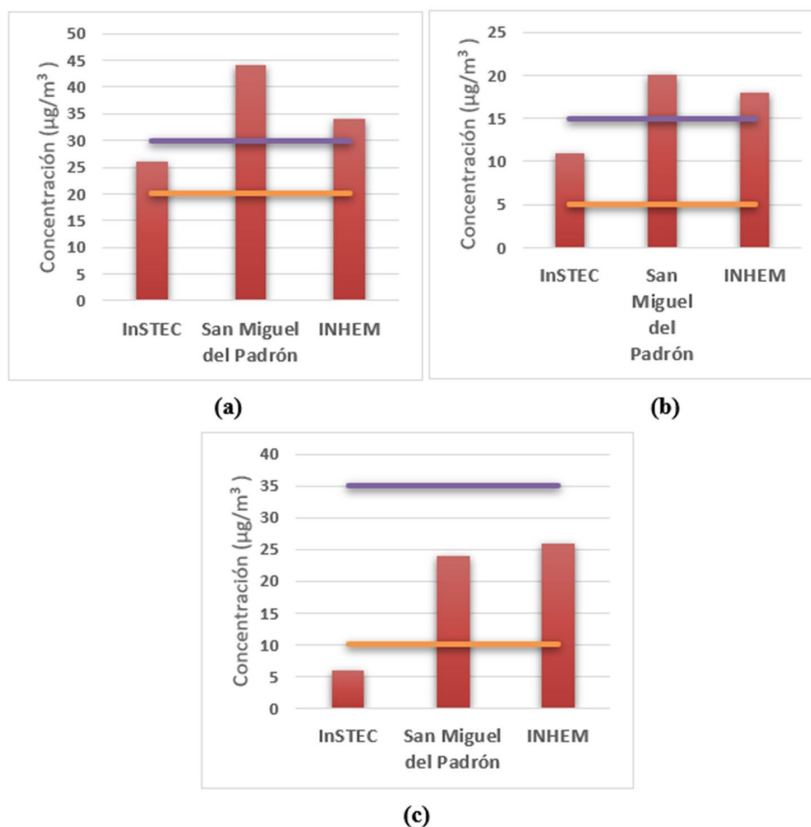 50
45
40
35
30
25
20
15
10
5
0
Concentración (µg/m³ )
InSTEC
San Miguel
del Padrón
INHEM
(a)
25
20
15
10
5
0
Concentración (µg/m³ )
InSTEC
San
Miguel
del
Padrón
INHEM
(b)
40
35
30
25
20
15
10
5
0
Concentración (µg/m³ )
InSTEC
San Miguel
del Padrón
INHEM
(c)